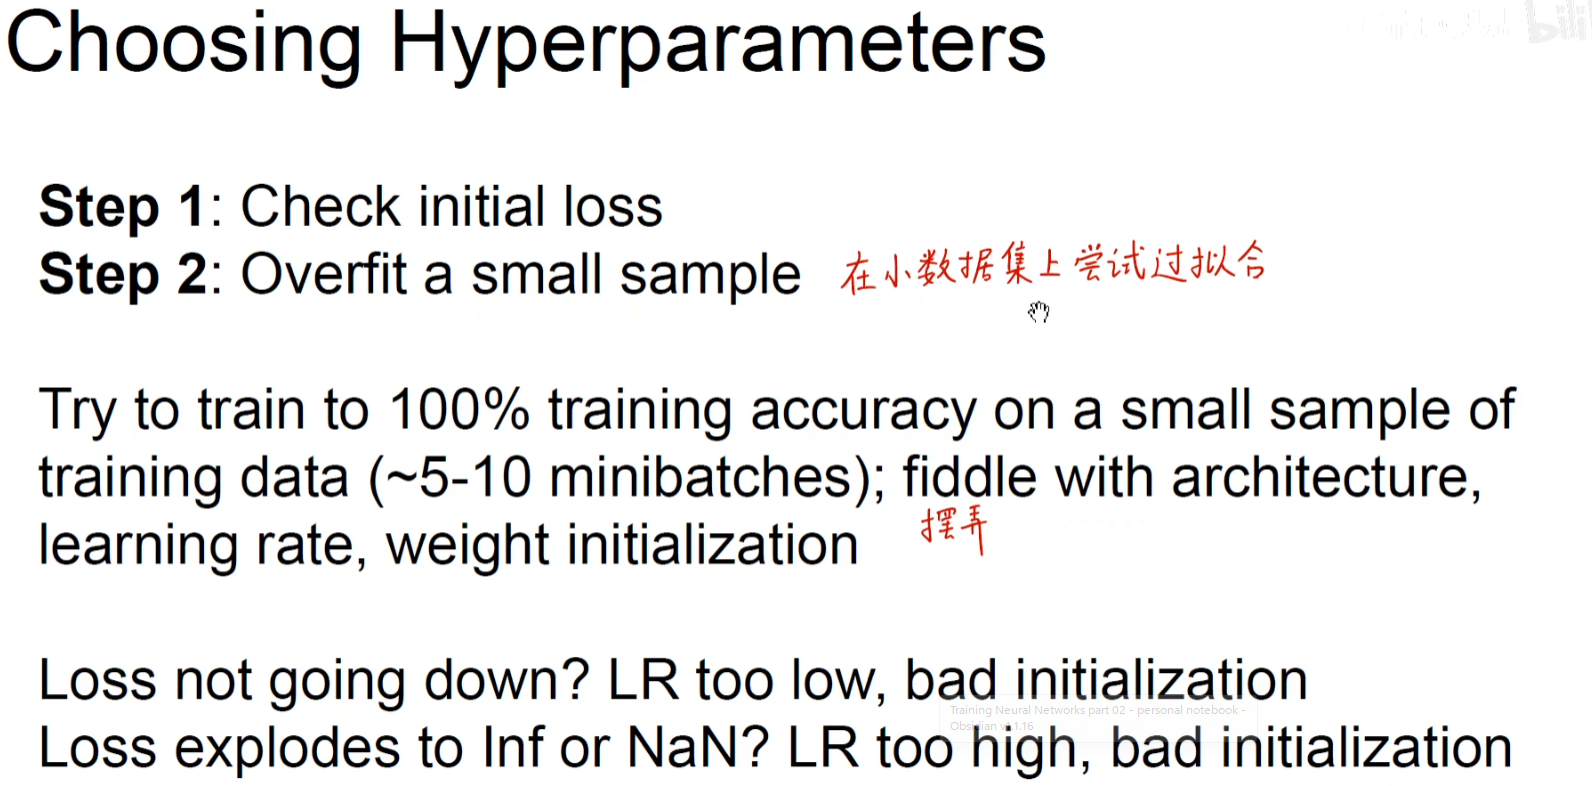 Choosing Hyperparameters
bili
Step 1: Check initial loss
Step 2: Overfit a small sample 在小数据集上尝试过拟合
Try to train to 100% training accuracy on a small sample of
training data (~5-10 minibatches); fiddle with architecture,
摆弄
learning rate, weight initialization
Loss not going down? LR too low, bad initialization
Training Neural Networks part 02 - personal notebook -
Obsidian v1.1.16
Loss explodes to Inf or NaN? LR too high, bad initialization